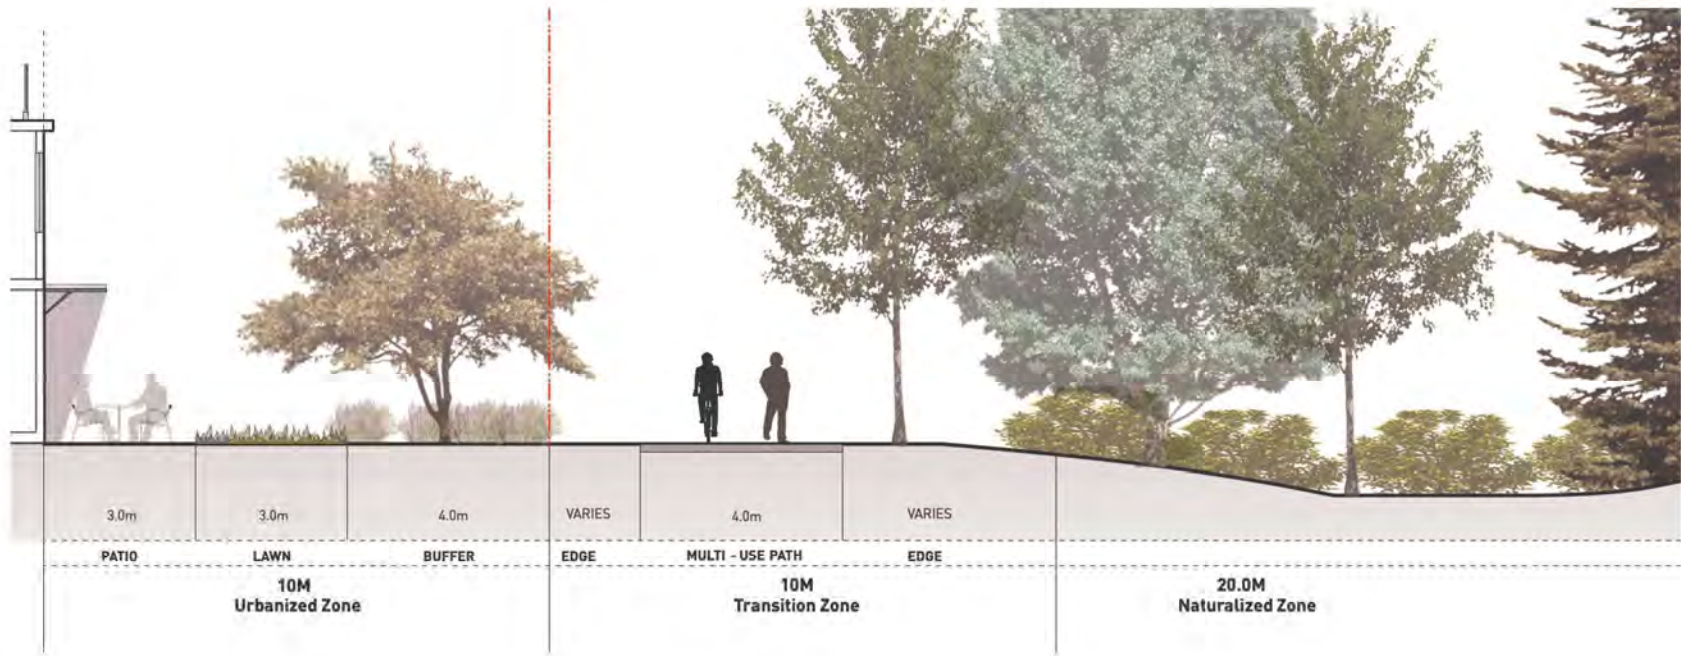 3.0m 3.0m 4.0m VARIES 4.0m VARIES
PATIO LAWN BUFFER EDGE MULTI - USE PATH EDGE
10M 10M 20.0M
Urbanized Zone Transition Zone Naturalized Zone